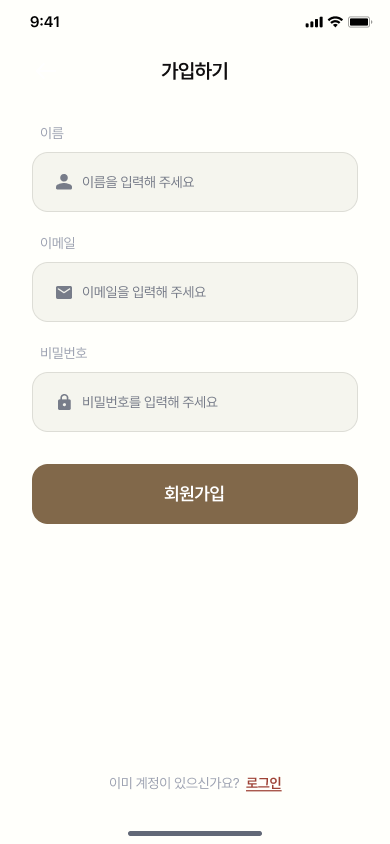 9:41
가입하기
이름
이름을 입력해 주세요
이메일
이메일을 입력해 주세요
비밀번호
비밀번호를 입력해 주세요
회원가입
이미 계정이 있으신가요? 로그인